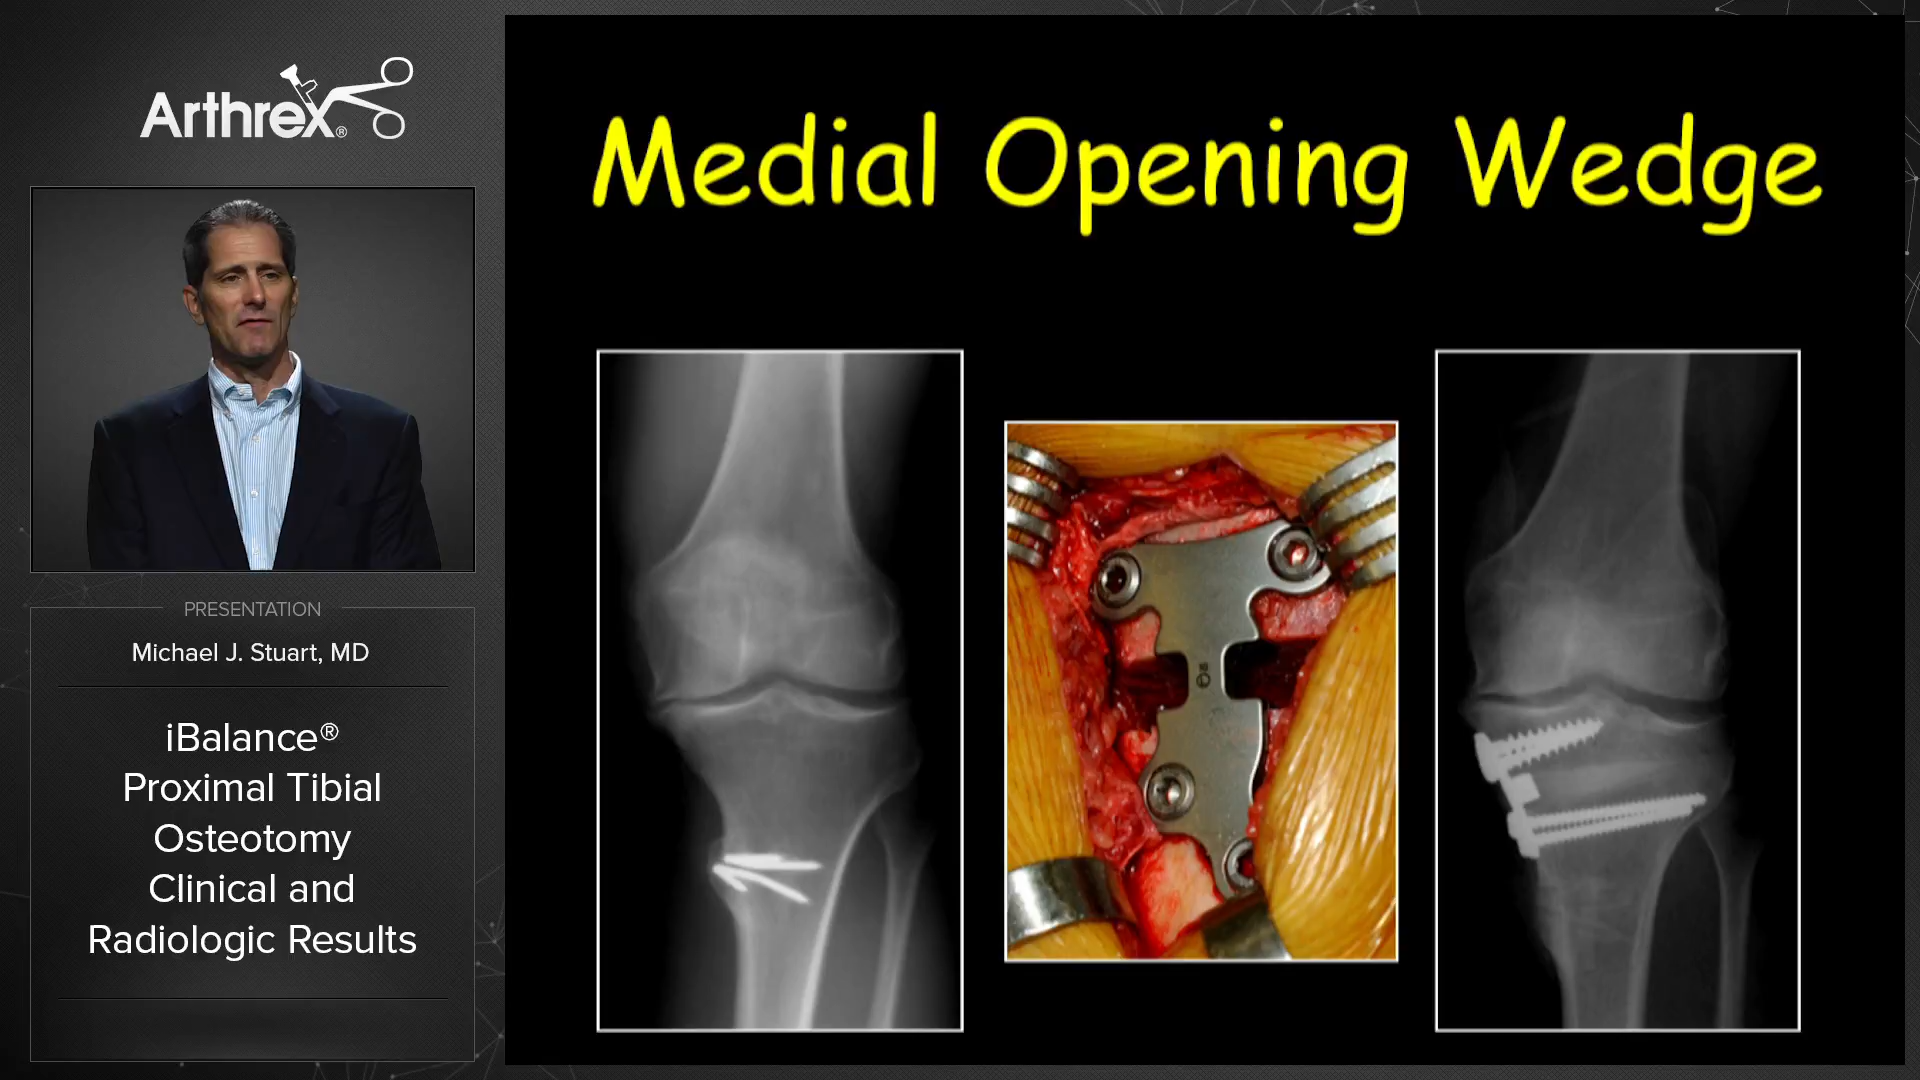 Arthrex®
PRESENTATION
Michael J. Stuart, MD
iBalance®
Proximal Tibial
Osteotomy
Clinical and
Radiologic Results
Medial Opening Wedge